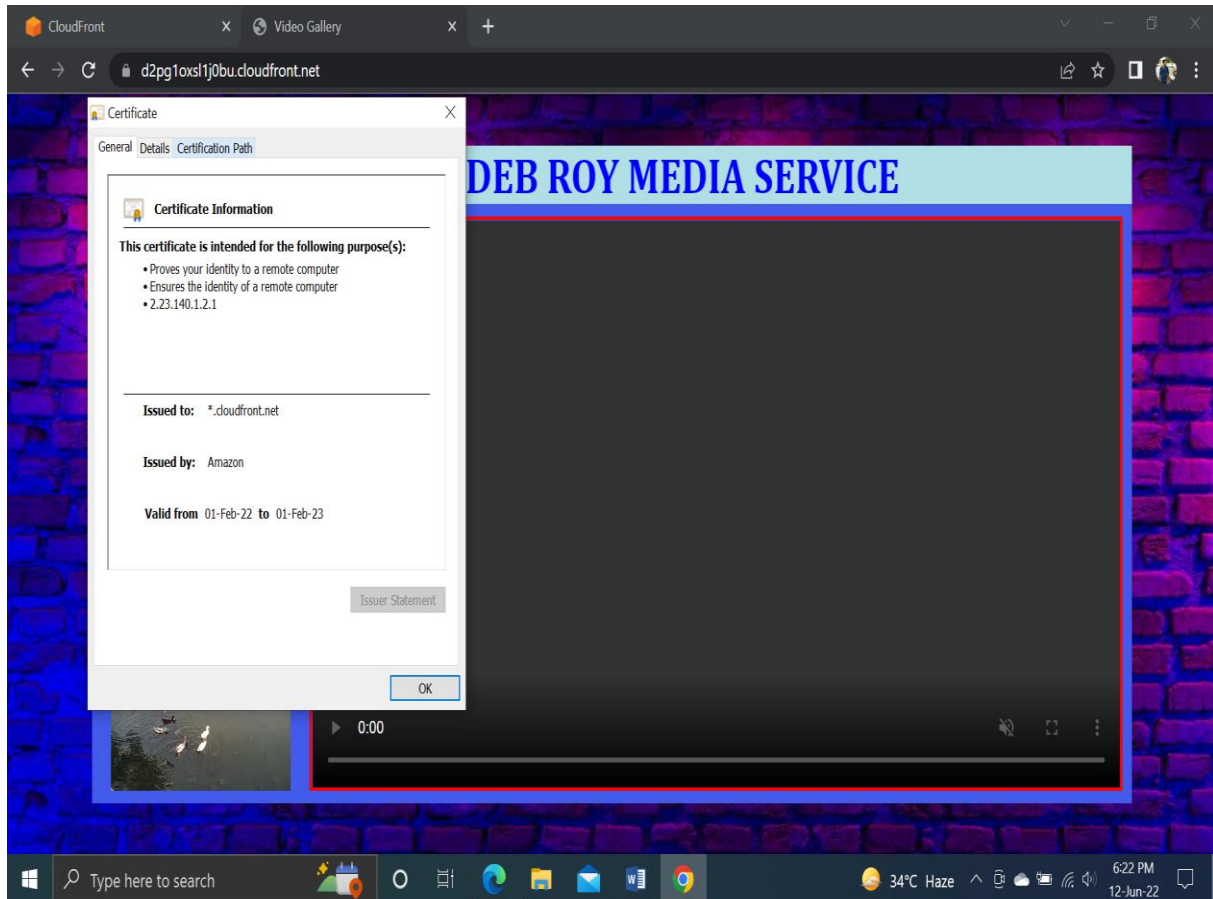 CloudFront
Video Gallery
d2pg1oxsl1j0bu.cloudfront.net
Certificate
General Details Certification Path
Certificate Information
This certificate is intended for the following purpose(s):
• Proves your identity to a remote computer
• Ensures the identity of a remote computer
• 2.23.140.1.2.1
Issued to: *.cloudfront.net
Issued by: Amazon
Valid from 01-Feb-22 to 01-Feb-23
Issuer Statement
OK
DEB ROY MEDIA SERVICE
0:00
Type here to search
34°C Haze
6:22 PM
12-Jun-22